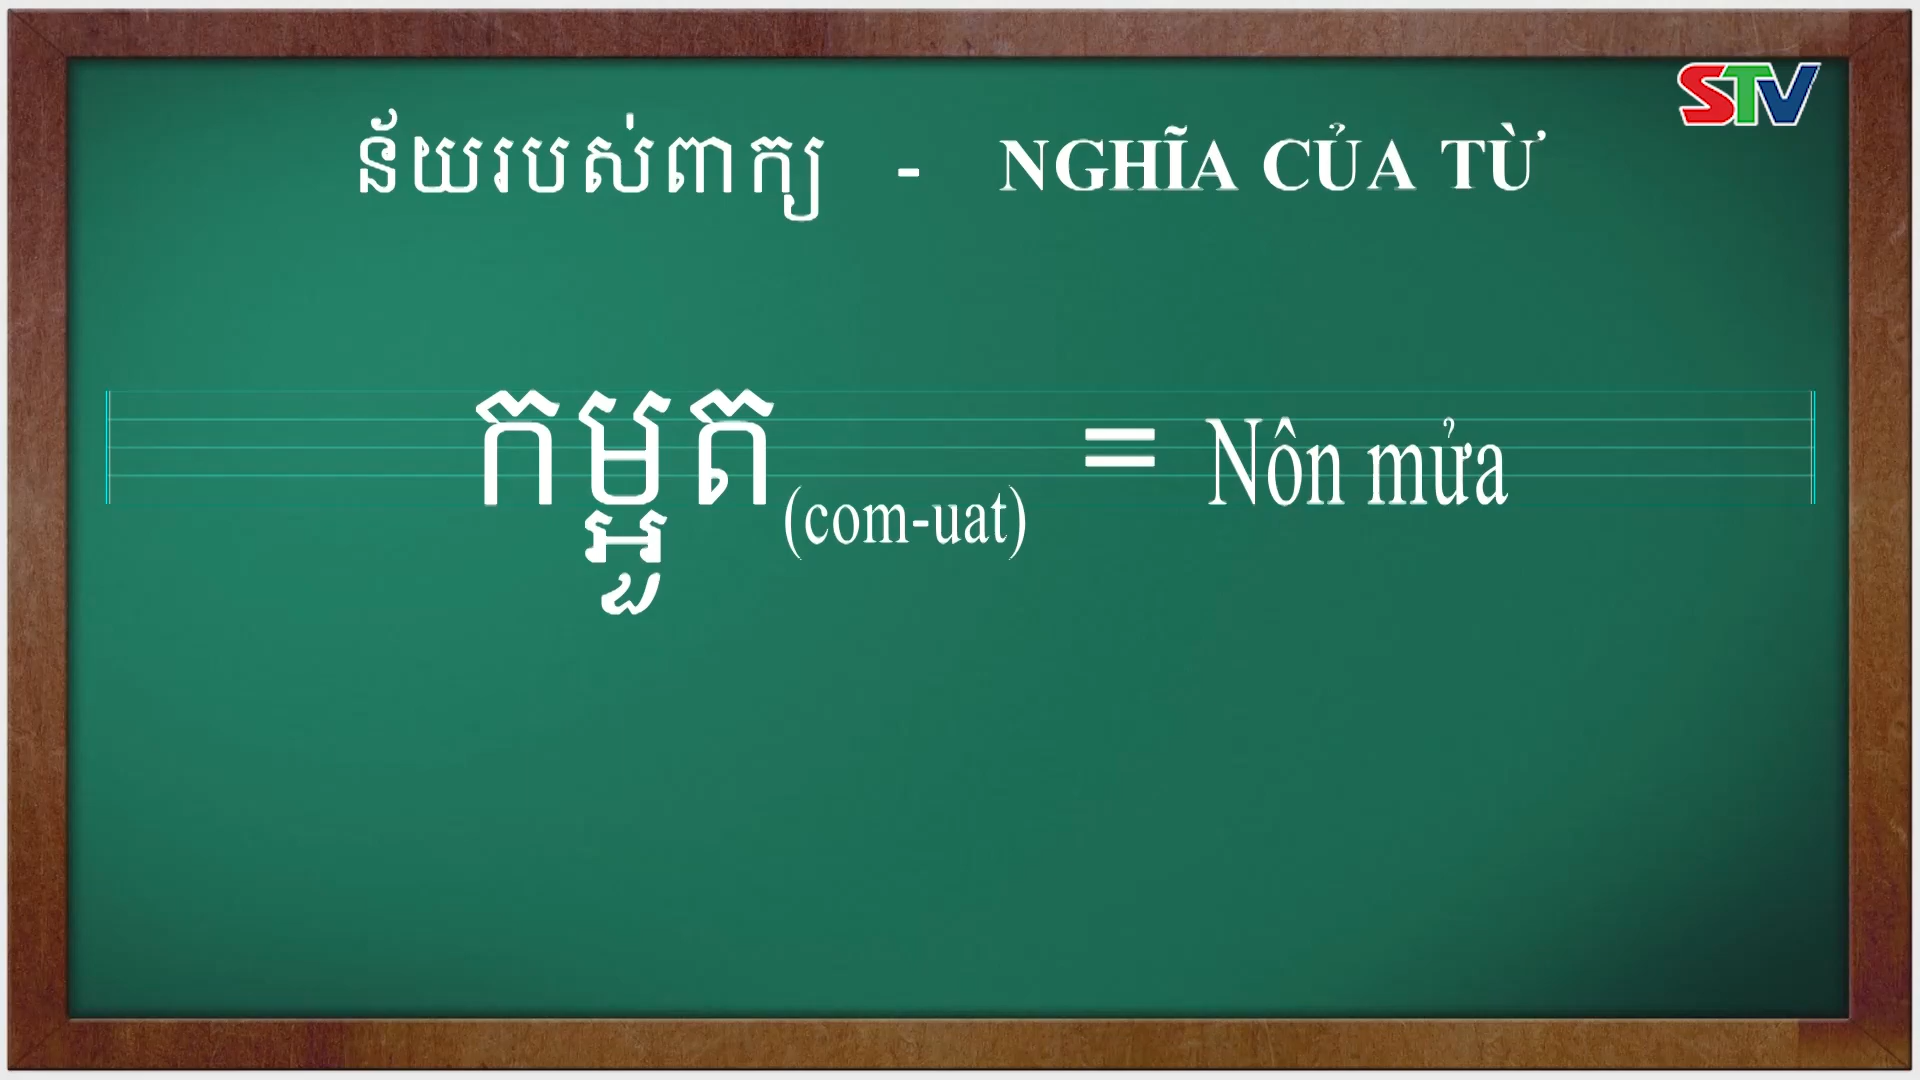 STV
ន័យរបស់ពាក្យ - NGHĨA CỦA TỪ
កម្អួត (com-uat) = Nôn mửa